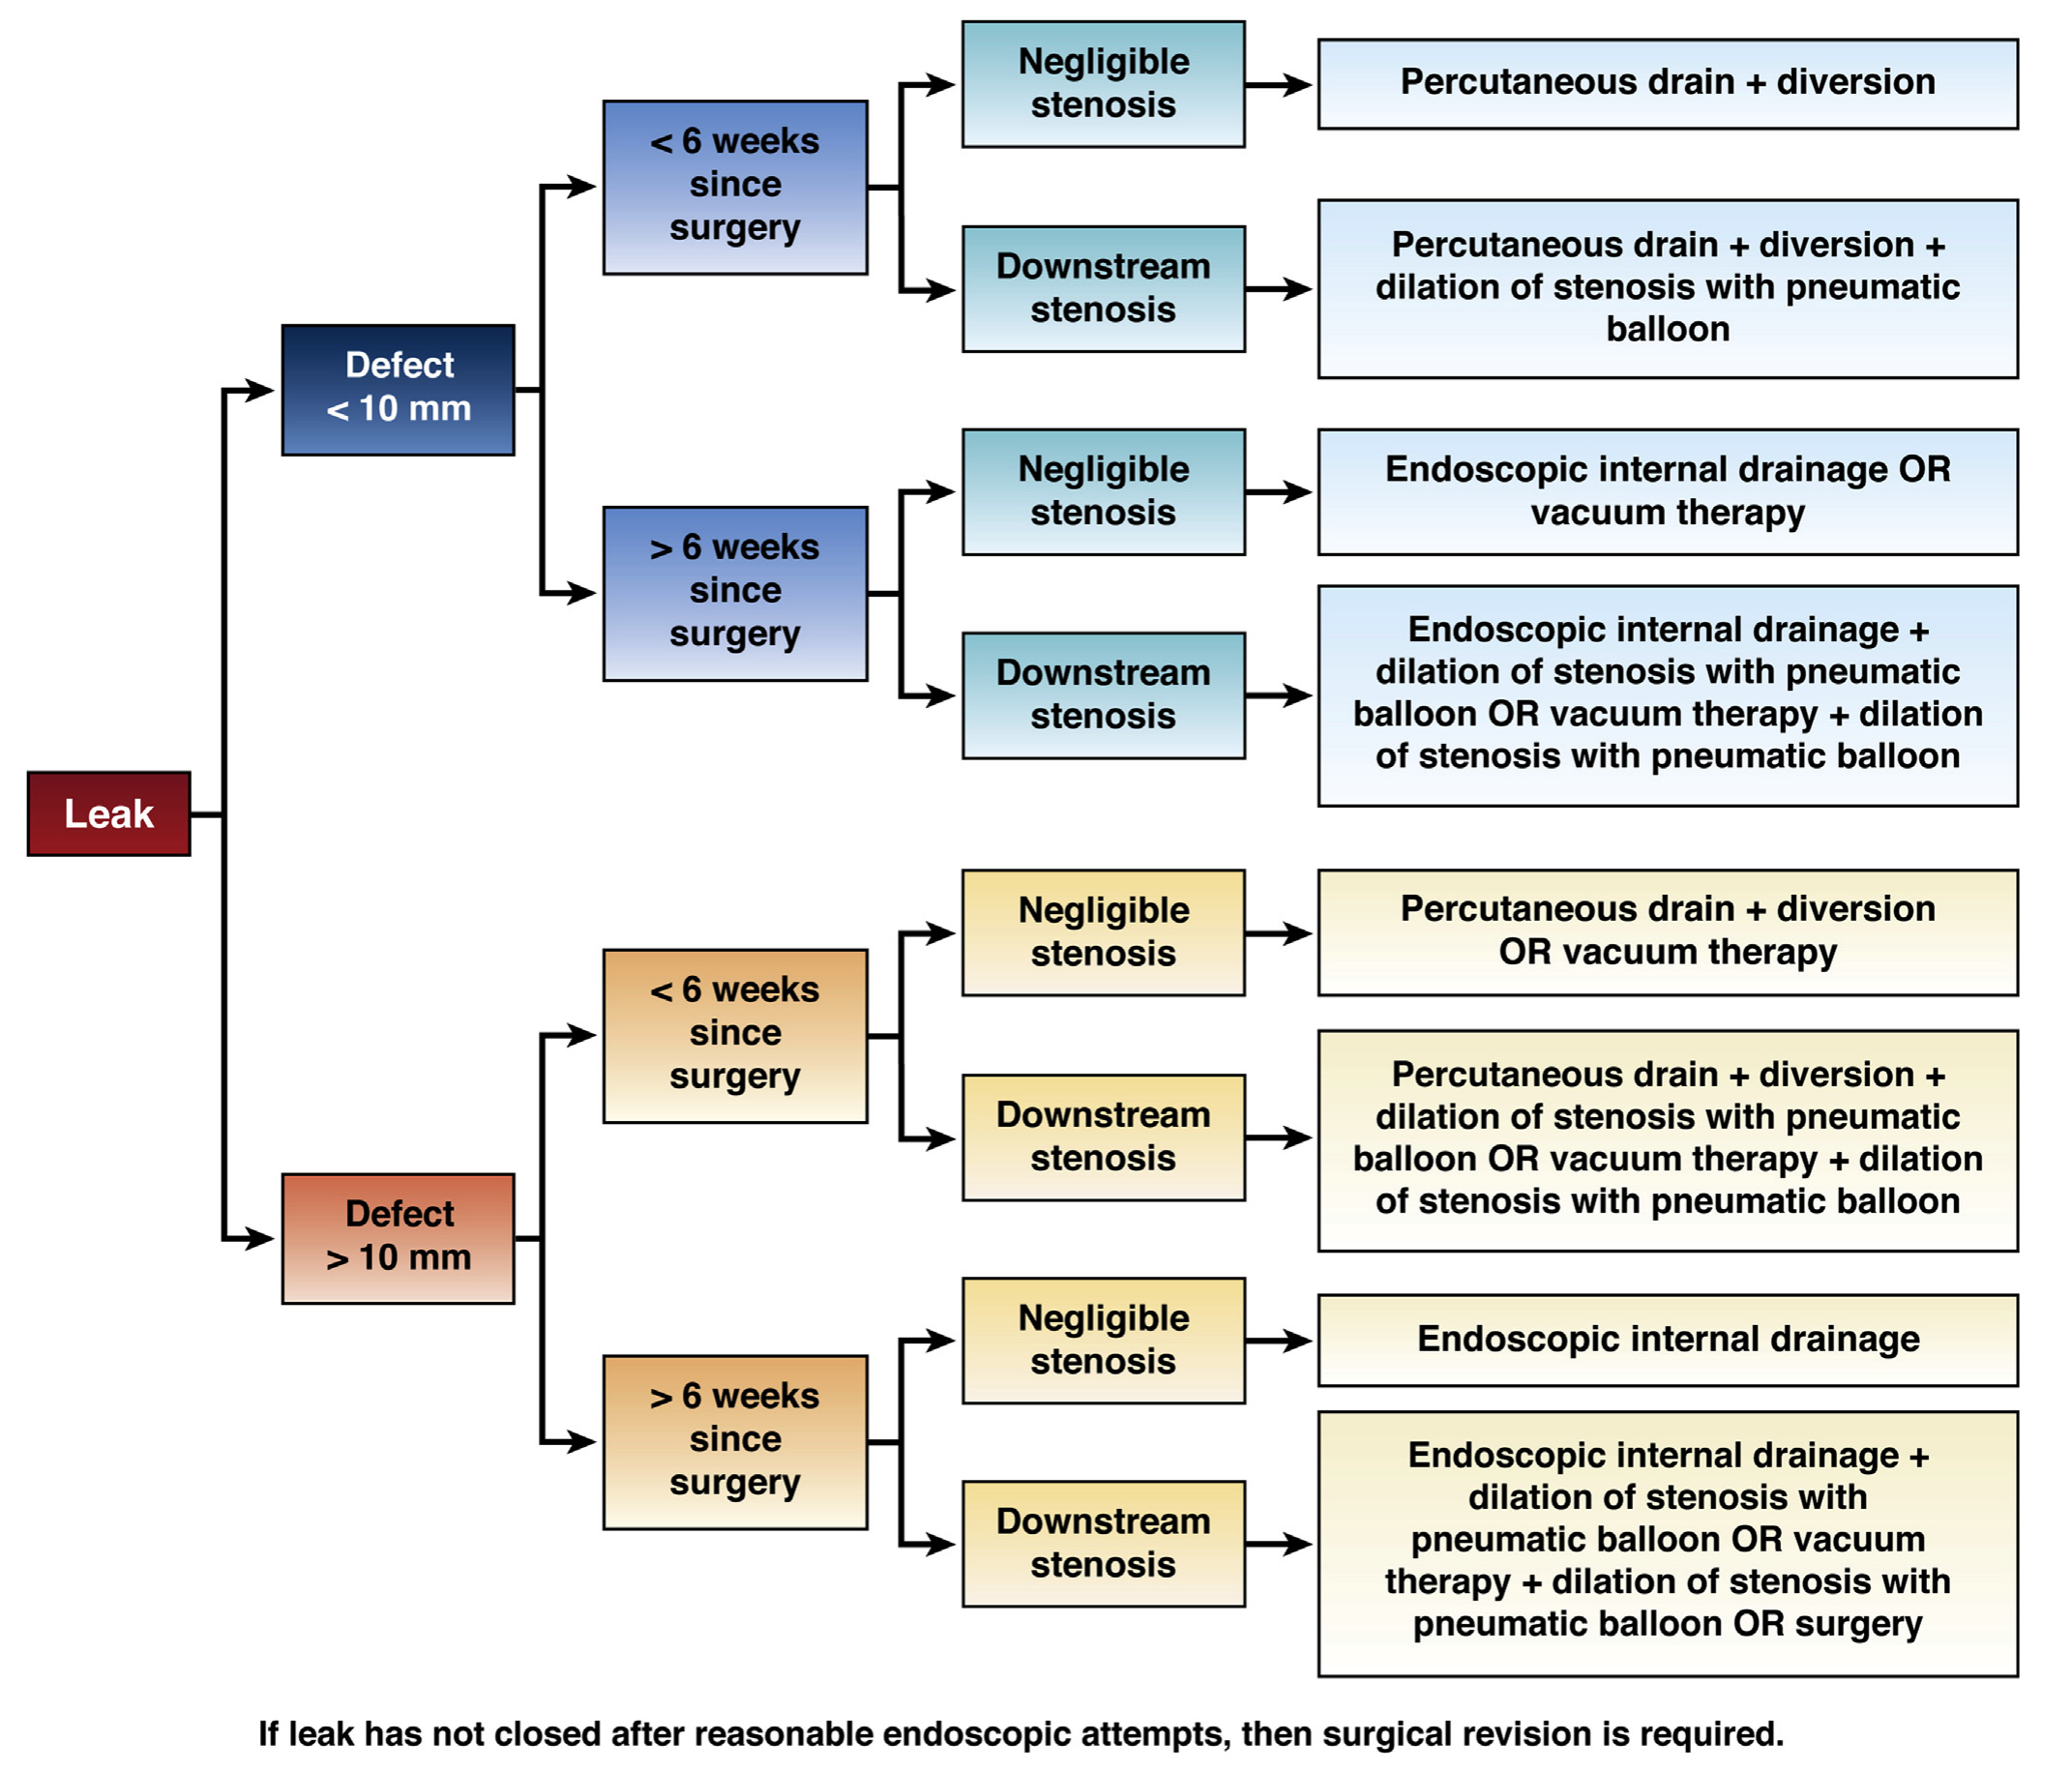 Leak
Defect
< 10 mm
< 6 weeks
since
surgery
Negligible
stenosis
Percutaneous drain + diversion
Downstream
stenosis
Percutaneous drain + diversion +
dilation of stenosis with pneumatic
balloon
> 6 weeks
since
surgery
Negligible
stenosis
Endoscopic internal drainage OR
vacuum therapy
Downstream
stenosis
Endoscopic internal drainage +
dilation of stenosis with pneumatic
balloon OR vacuum therapy + dilation
of stenosis with pneumatic balloon
Defect
> 10 mm
< 6 weeks
since
surgery
Negligible
stenosis
Percutaneous drain + diversion
OR vacuum therapy
Downstream
stenosis
Percutaneous drain + diversion +
dilation of stenosis with pneumatic
balloon OR vacuum therapy + dilation
of stenosis with pneumatic balloon
> 6 weeks
since
surgery
Negligible
stenosis
Endoscopic internal drainage
Downstream
stenosis
Endoscopic internal drainage +
dilation of stenosis with
pneumatic balloon OR vacuum
therapy + dilation of stenosis with
pneumatic balloon OR surgery
If leak has not closed after reasonable endoscopic attempts, then surgical revision is required.